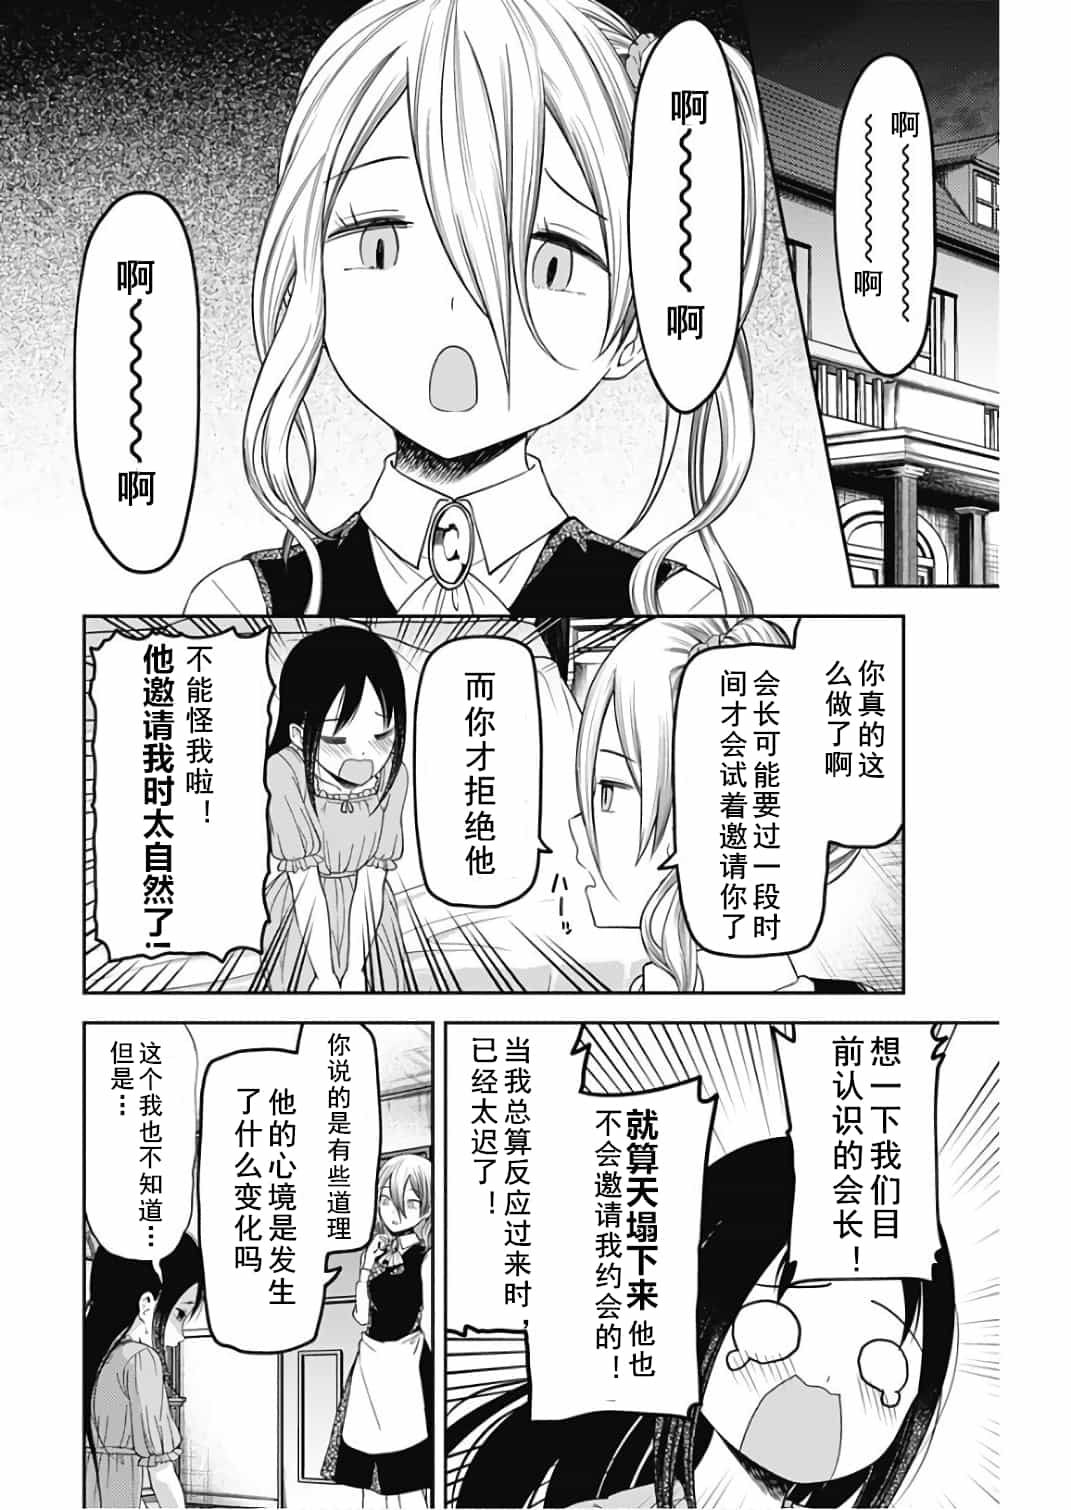 啊〜〜〜〜
〜〜〜〜啊
啊〜〜〜〜啊
啊〜〜〜〜啊
你真的这
么做了啊
会长可能要过一段时
间才会试着邀请你了
而你才拒绝他
ハーッ
不能怪我啦！
他邀请我时太自然了！
想一下我们目
前认识的会长！
就算天塌下来他也
不会邀请我约会的！
当我总算反应过来时，
已经太迟了！
你说的是有些道理
他的心境是发生
了什么变化吗
这个我也不知道…
但是…
C